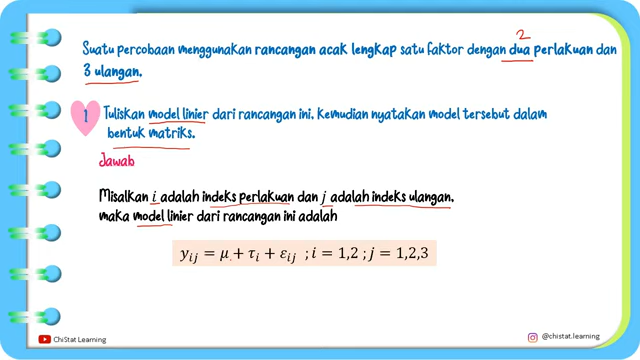 2
Suatu percobaan menggunakan rancangan acak lengkap satu faktor dengan dua perlakuan dan
3 ulangan.
1 Tuliskan model linier dari rancangan ini, kemudian nyatakan model tersebut dalam
bentuk matriks.
Jawab
Misalkan i adalah indeks perlakuan dan j adalah indeks ulangan,
maka model linier dari rancangan ini adalah
y_{ij} = μ + τ_i + ε_{ij} ; i = 1,2 ; j = 1,2,3
ChiStat Learning
@chistat.learning